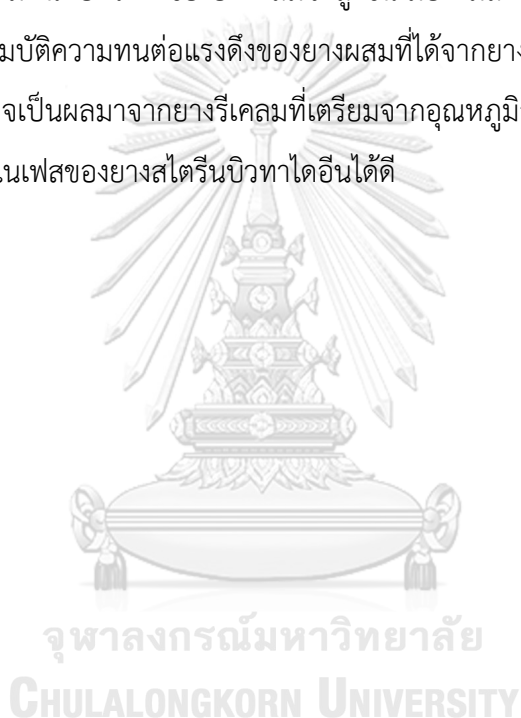 มบัติความทนต่อแรงดึงของยางผสมที่ได้จากยาง
จเป็นผลมาจากยางรีเคลมที่เตรียมจากอุณหภูมิ
นเฟสของยางสไตรีนบิวทาไดอีนได้ดี
จุฬาลงกรณ์มหาวิทยาลัย
CHULALONGKORN UNIVERSITY